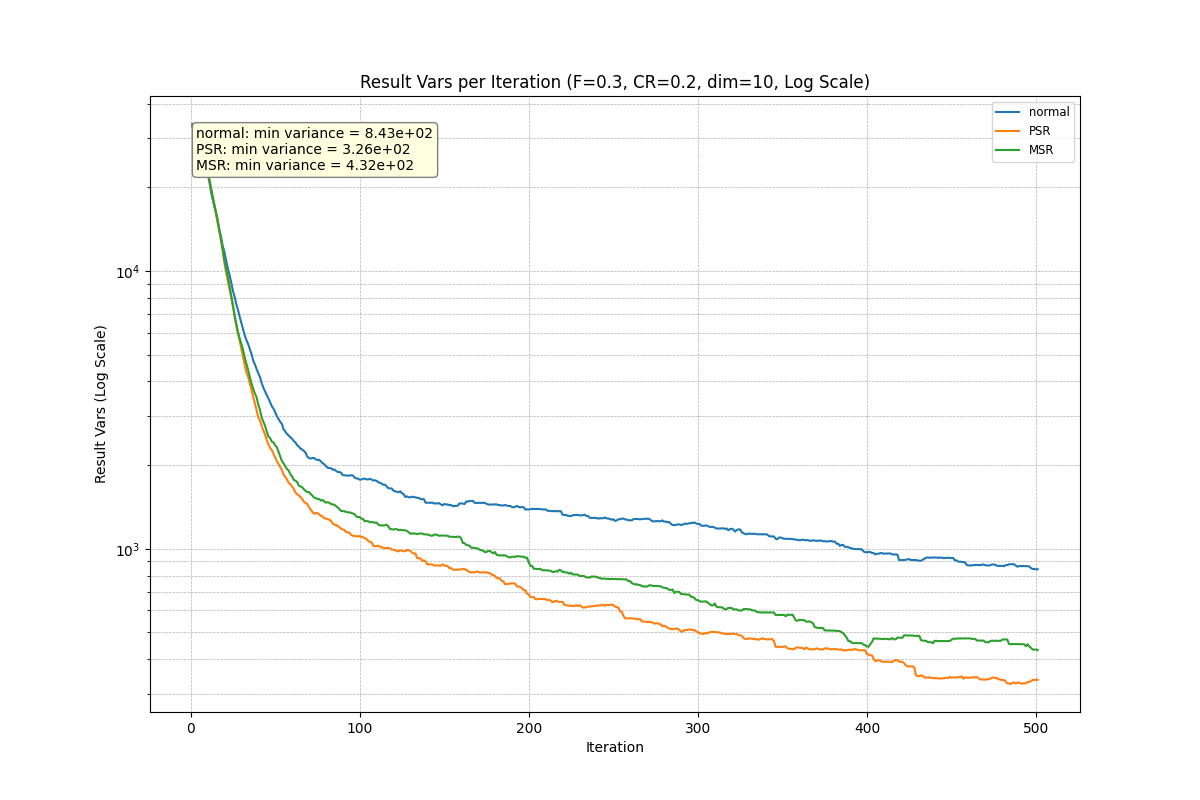 Result Vars per Iteration (F=0.3, CR=0.2, dim=10, Log Scale)
normal: min variance = 8.43e+02
PSR: min variance = 3.26e+02
MSR: min variance = 4.32e+02
normal
PSR
MSR
Result Vars (Log Scale)
10⁴
10³
0
100
200
300
400
500
Iteration